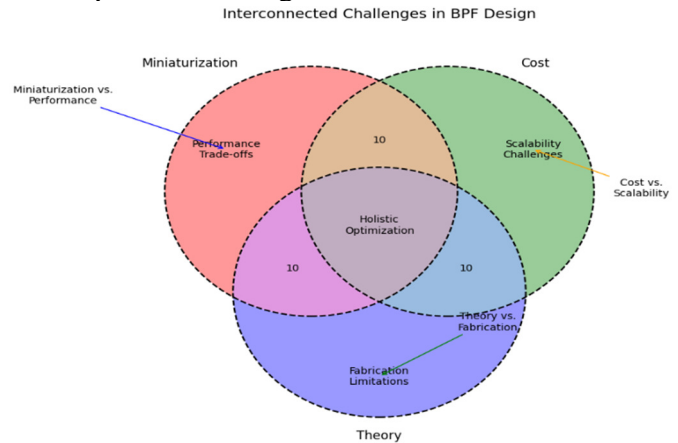 Interconnected Challenges in BPF Design
Miniaturization
Cost
Miniaturization vs.
Performance
Performance
Trade-offs
10
Scalability
Challenges
Cost vs.
Scalability
Holistic
Optimization
10
10
Theory vs.
Fabrication
Fabrication
Limitations
Theory